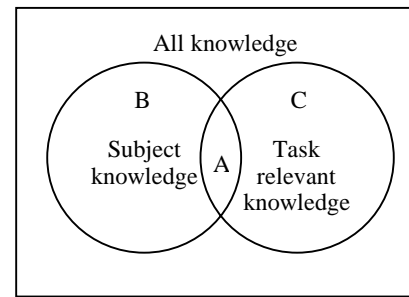 All knowledge
B
C
Subject
knowledge
A
Task
relevant
knowledge